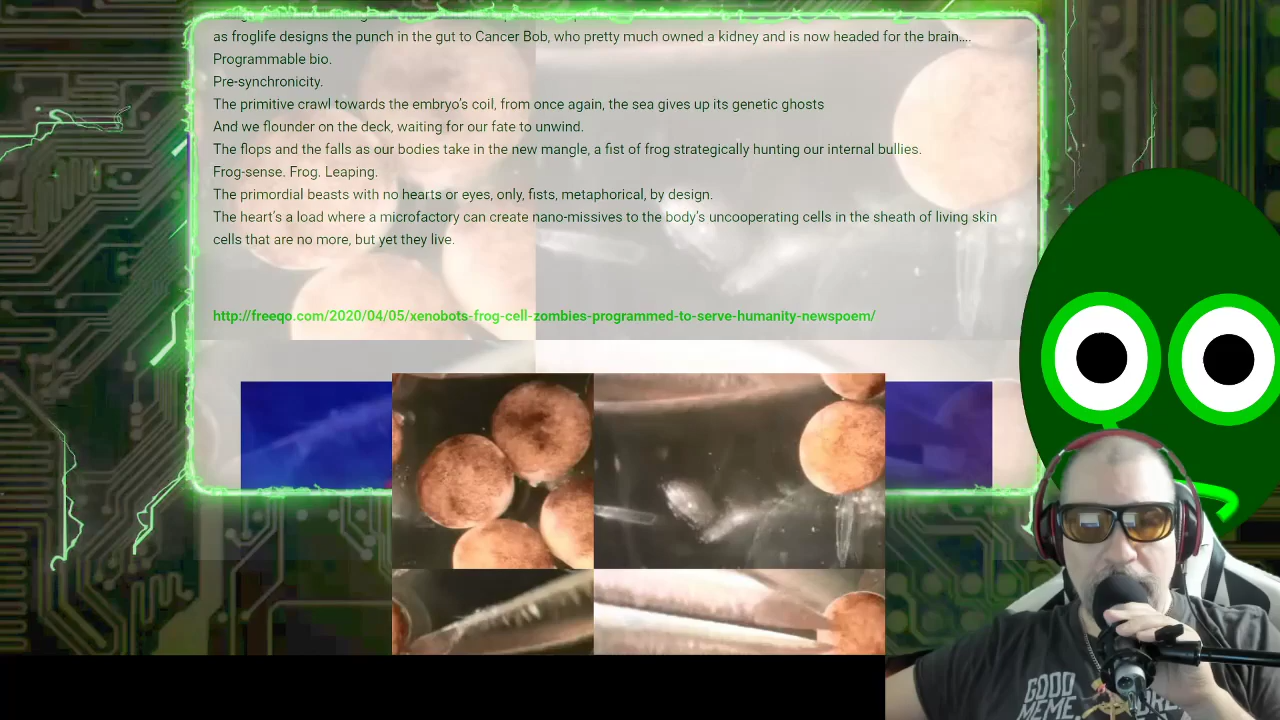 as froglife designs the punch in the gut to Cancer Bob, who pretty much owned a kidney and is now headed for the brain....
Programmable bio.
Pre-synchronicity.
The primitive crawl towards the embryo's coil, from once again, the sea gives up its genetic ghosts
And we flounder on the deck, waiting for our fate to unwind.
The flops and the falls as our bodies take in the new mangle, a fist of frog strategically hunting our internal bullies.
Frog-sense. Frog. Leaping.
The primordial beasts with no hearts or eyes, only, fists, metaphorical, by design.
The heart's a load where a microfactory can create nano-missives to the body's uncooperating cells in the sheath of living skin
cells that are no more, but yet they live.
http://freeqo.com/2020/04/05/xenobots-frog-cell-zombies-programmed-to-serve-humanity-newspoem/
GOOD
MEME